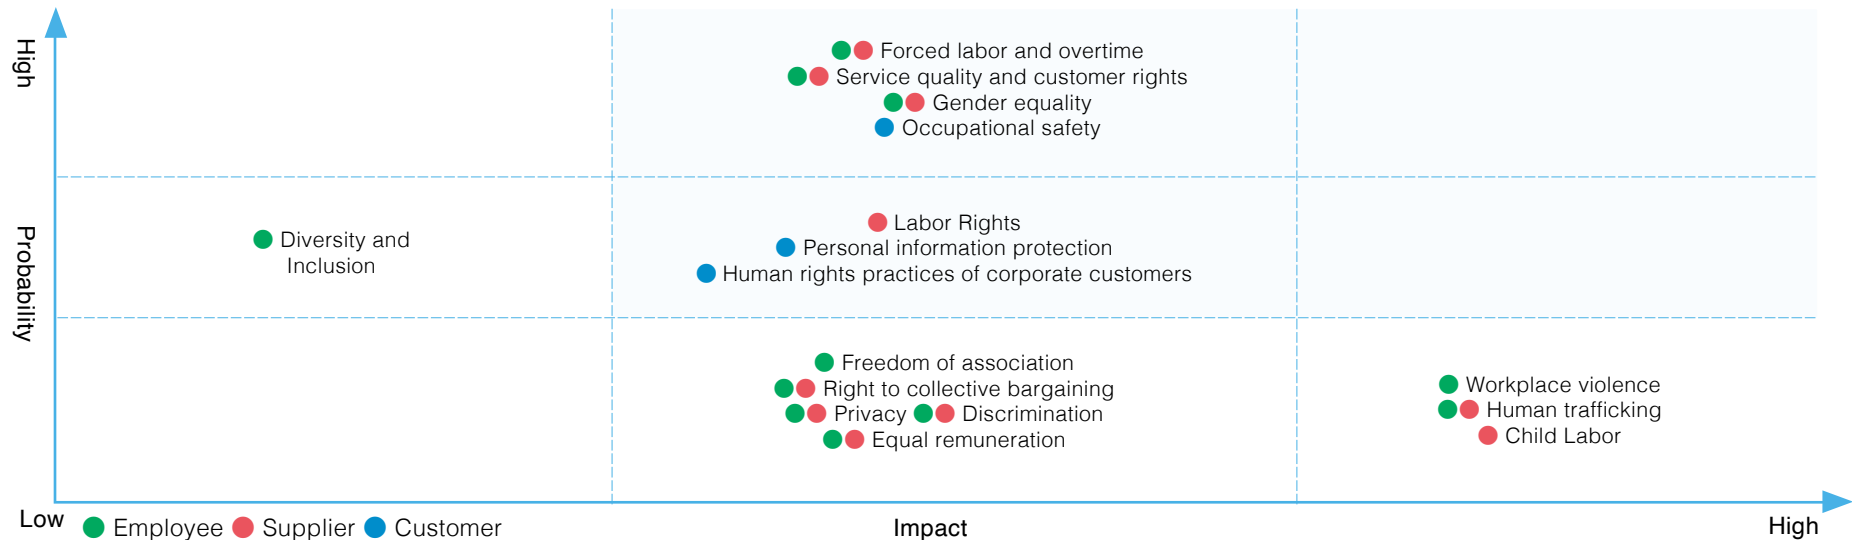 High
Probability
Low
Forced labor and overtime
Service quality and customer rights
Gender equality
Occupational safety
Diversity and
Inclusion
Labor Rights
Personal information protection
Human rights practices of corporate customers
Freedom of association
Right to collective bargaining
Privacy Discrimination
Equal remuneration
Workplace violence
Human trafficking
Child Labor
Employee Supplier Customer
Impact
High